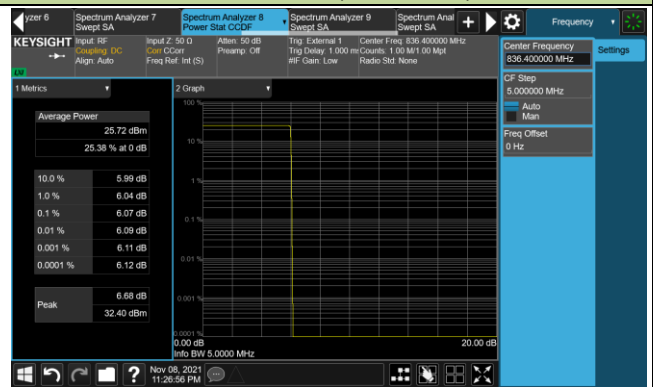 yzer 6
Spectrum Analyzer 7
Swept SA
Spectrum Analyzer 8
Power Stat CCDF
Spectrum Analyzer 9
Swept SA
Spectrum Anal
Swept SA
+
Frequency
KEYSIGHT
Input: RF
Coupling: DC
Align: Auto
Input Z: 50 Ω
Corr CCorr
Freq Ref: Int (S)
Atten: 50 dB
Preamp: Off
Trig: External 1
Trig Delay: 1.000 m
#IF Gain: Low
Center Freq: 836.400000 MHz
Counts: 1.00 M/1.00 Mpt
Radio Std: None
Center Frequency
836.400000 MHz
Settings
CF Step
5.000000 MHz
Auto
Man
Freq Offset
0 Hz
1 Metrics
2 Graph
Average Power
25.72 dBm
25.38 % at 0 dB
10.0 % 5.99 dB
1.0 % 6.04 dB
0.1 % 6.07 dB
0.01 % 6.09 dB
0.001 % 6.11 dB
0.0001 % 6.12 dB
Peak
6.68 dB
32.40 dBm
100 %
10 %
1 %
0.1 %
0.01 %
0.001 %
0.0001 %
0.00 dB
20.00 dB
Info BW 5.0000 MHz
?
Nov 08, 2021
11:26:56 PM